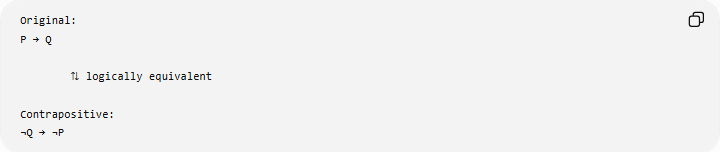 Original:
P → Q
⇅ logically equivalent
Contrapositive:
¬Q → ¬P